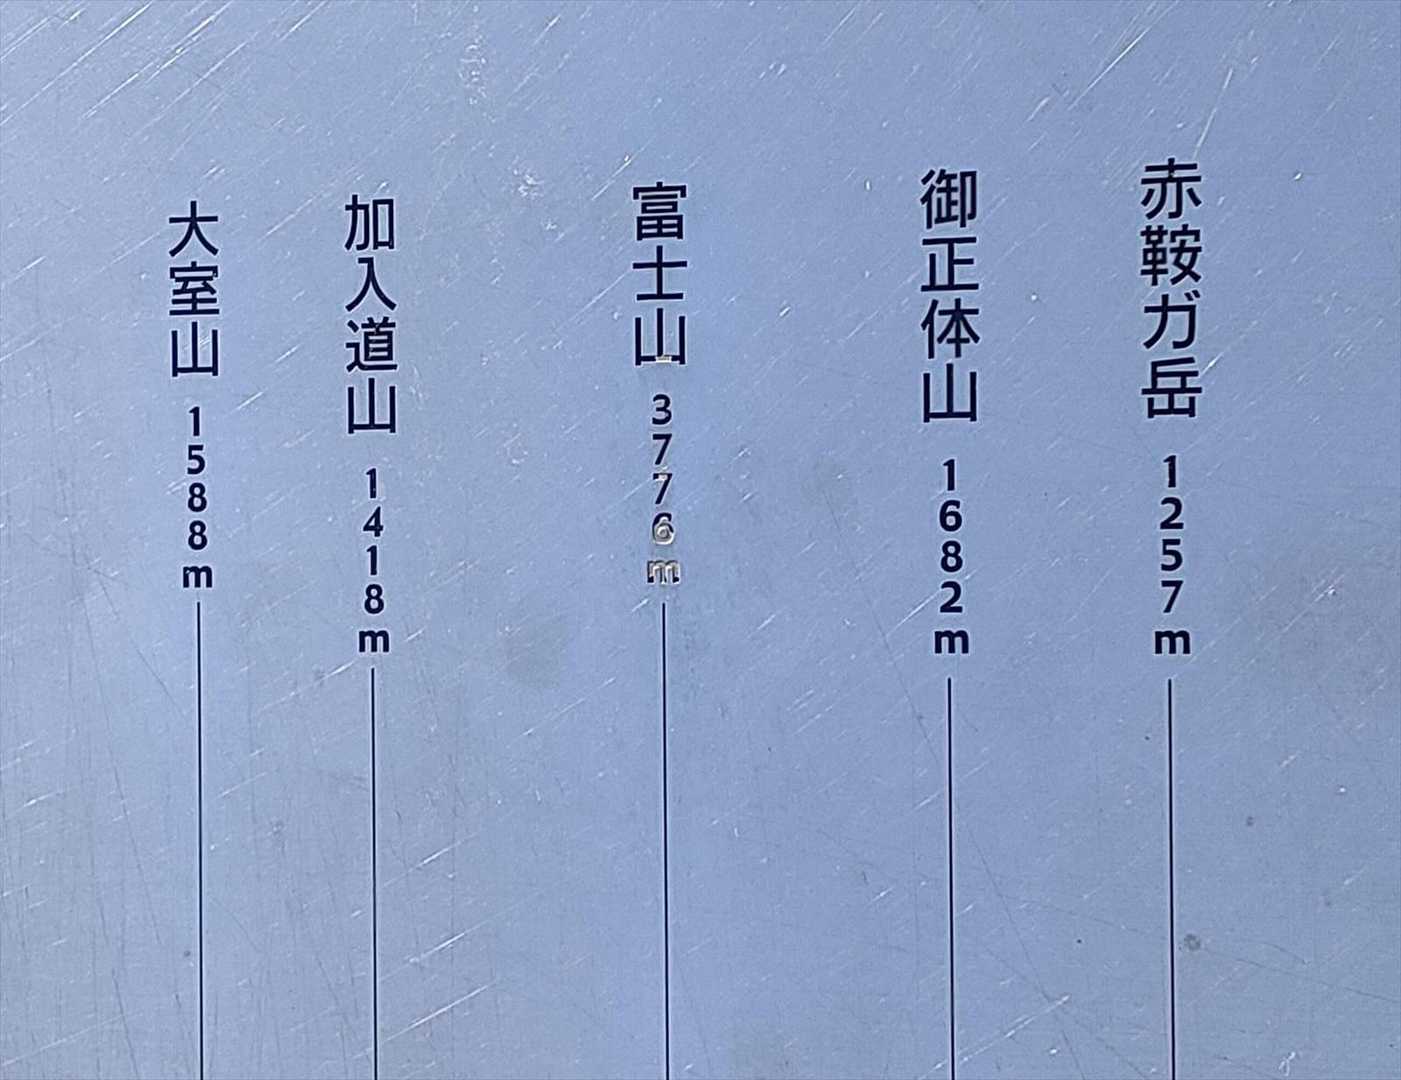 大室山 1588m
加入道山 1418m
富士山 3776m
御正体山 1682m
赤鞍ガ岳 1257m